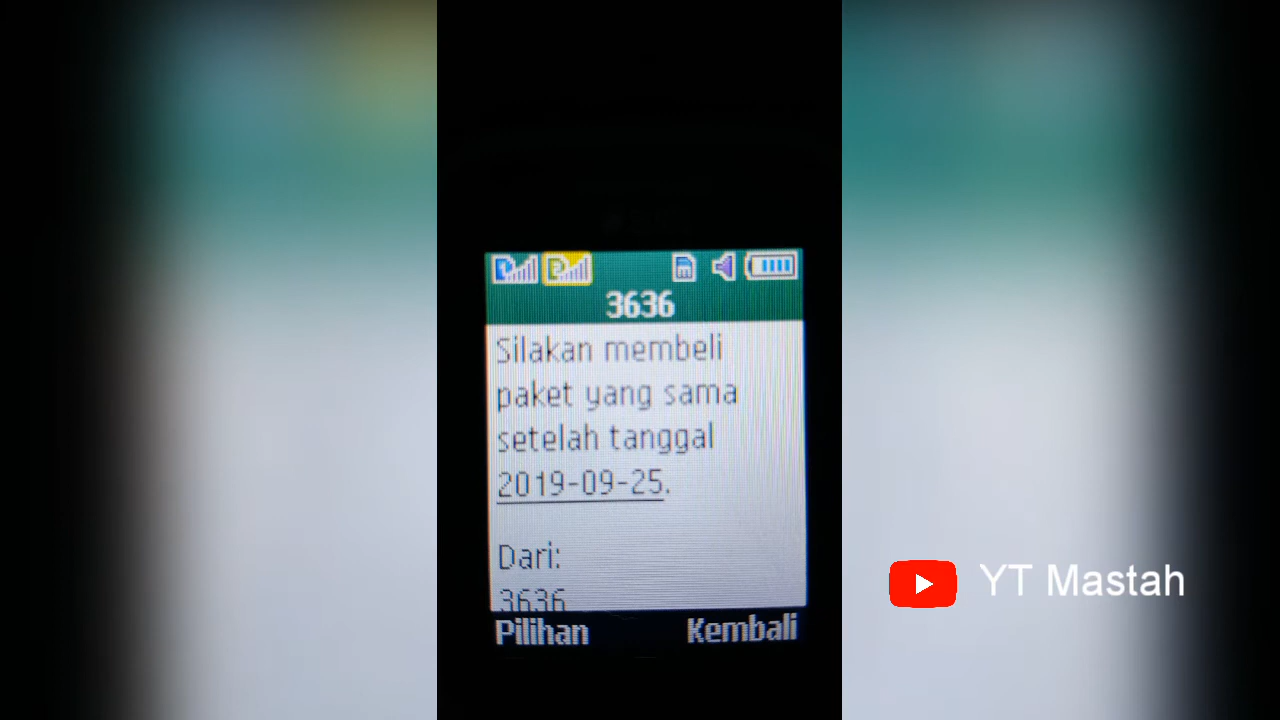 3636
Silakan membeli
paket yang sama
setelah tanggal
2019-09-25.
Dari:
3636
Pilihan
Kembali
YT Mastah